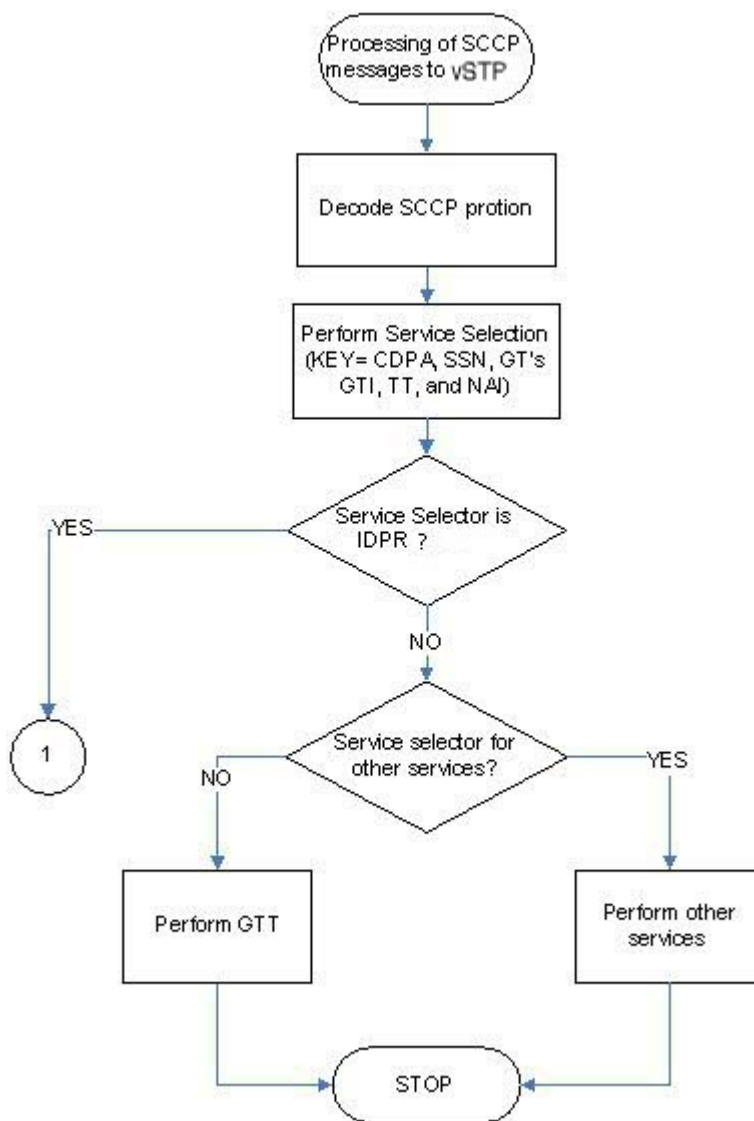 Processing of SCCP
messages to vSTP
Decode SCCP protion
Perform Service Selection
(KEY= CDPA, SSN, GT's
GTI, TT, and NAI)
Service Selector is
IDPR ?
YES
NO
1
Service selector for
other services?
NO
YES
Perform GTT
Perform other
services
STOP